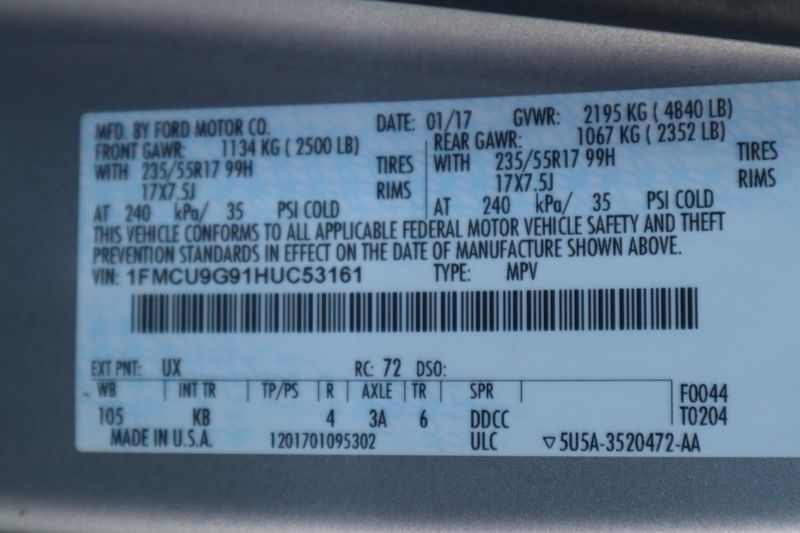 MFD. BY FORD MOTOR CO. DATE: 01/17 GVWR: 2195 KG ( 4840 LB)
FRONT GAWR: 1134 KG ( 2500 LB) REAR GAWR: 1067 KG ( 2352 LB)
WITH 235/55R17 99H TIRES WITH 235/55R17 99H TIRES
17X7.5J RIMS 17X7.5J RIMS
AT 240 kPa/ 35 PSI COLD AT 240 kPa/ 35 PSI COLD
THIS VEHICLE CONFORMS TO ALL APPLICABLE FEDERAL MOTOR VEHICLE SAFETY AND THEFT
PREVENTION STANDARDS IN EFFECT ON THE DATE OF MANUFACTURE SHOWN ABOVE.
VIN: 1FMCU9G91HUC53161 TYPE: MPV
EXT PNT: UX RC: 72 DSO:
WB INT TR TP/PS R AXLE TR SPR F0044
105 KB 4 3A 6 DDCC T0204
MADE IN U.S.A. 1201701095302 ULC ▽5U5A-3520472-AA